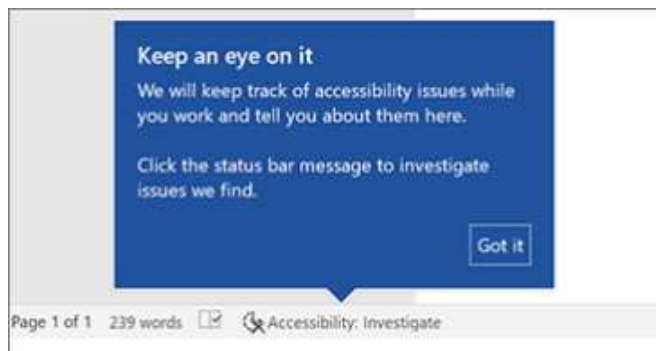 Keep an eye on it
We will keep track of accessibility issues while
you work and tell you about them here.
Click the status bar message to investigate
issues we find.
Got it
Page 1 of 1 239 words Accessibility: Investigate